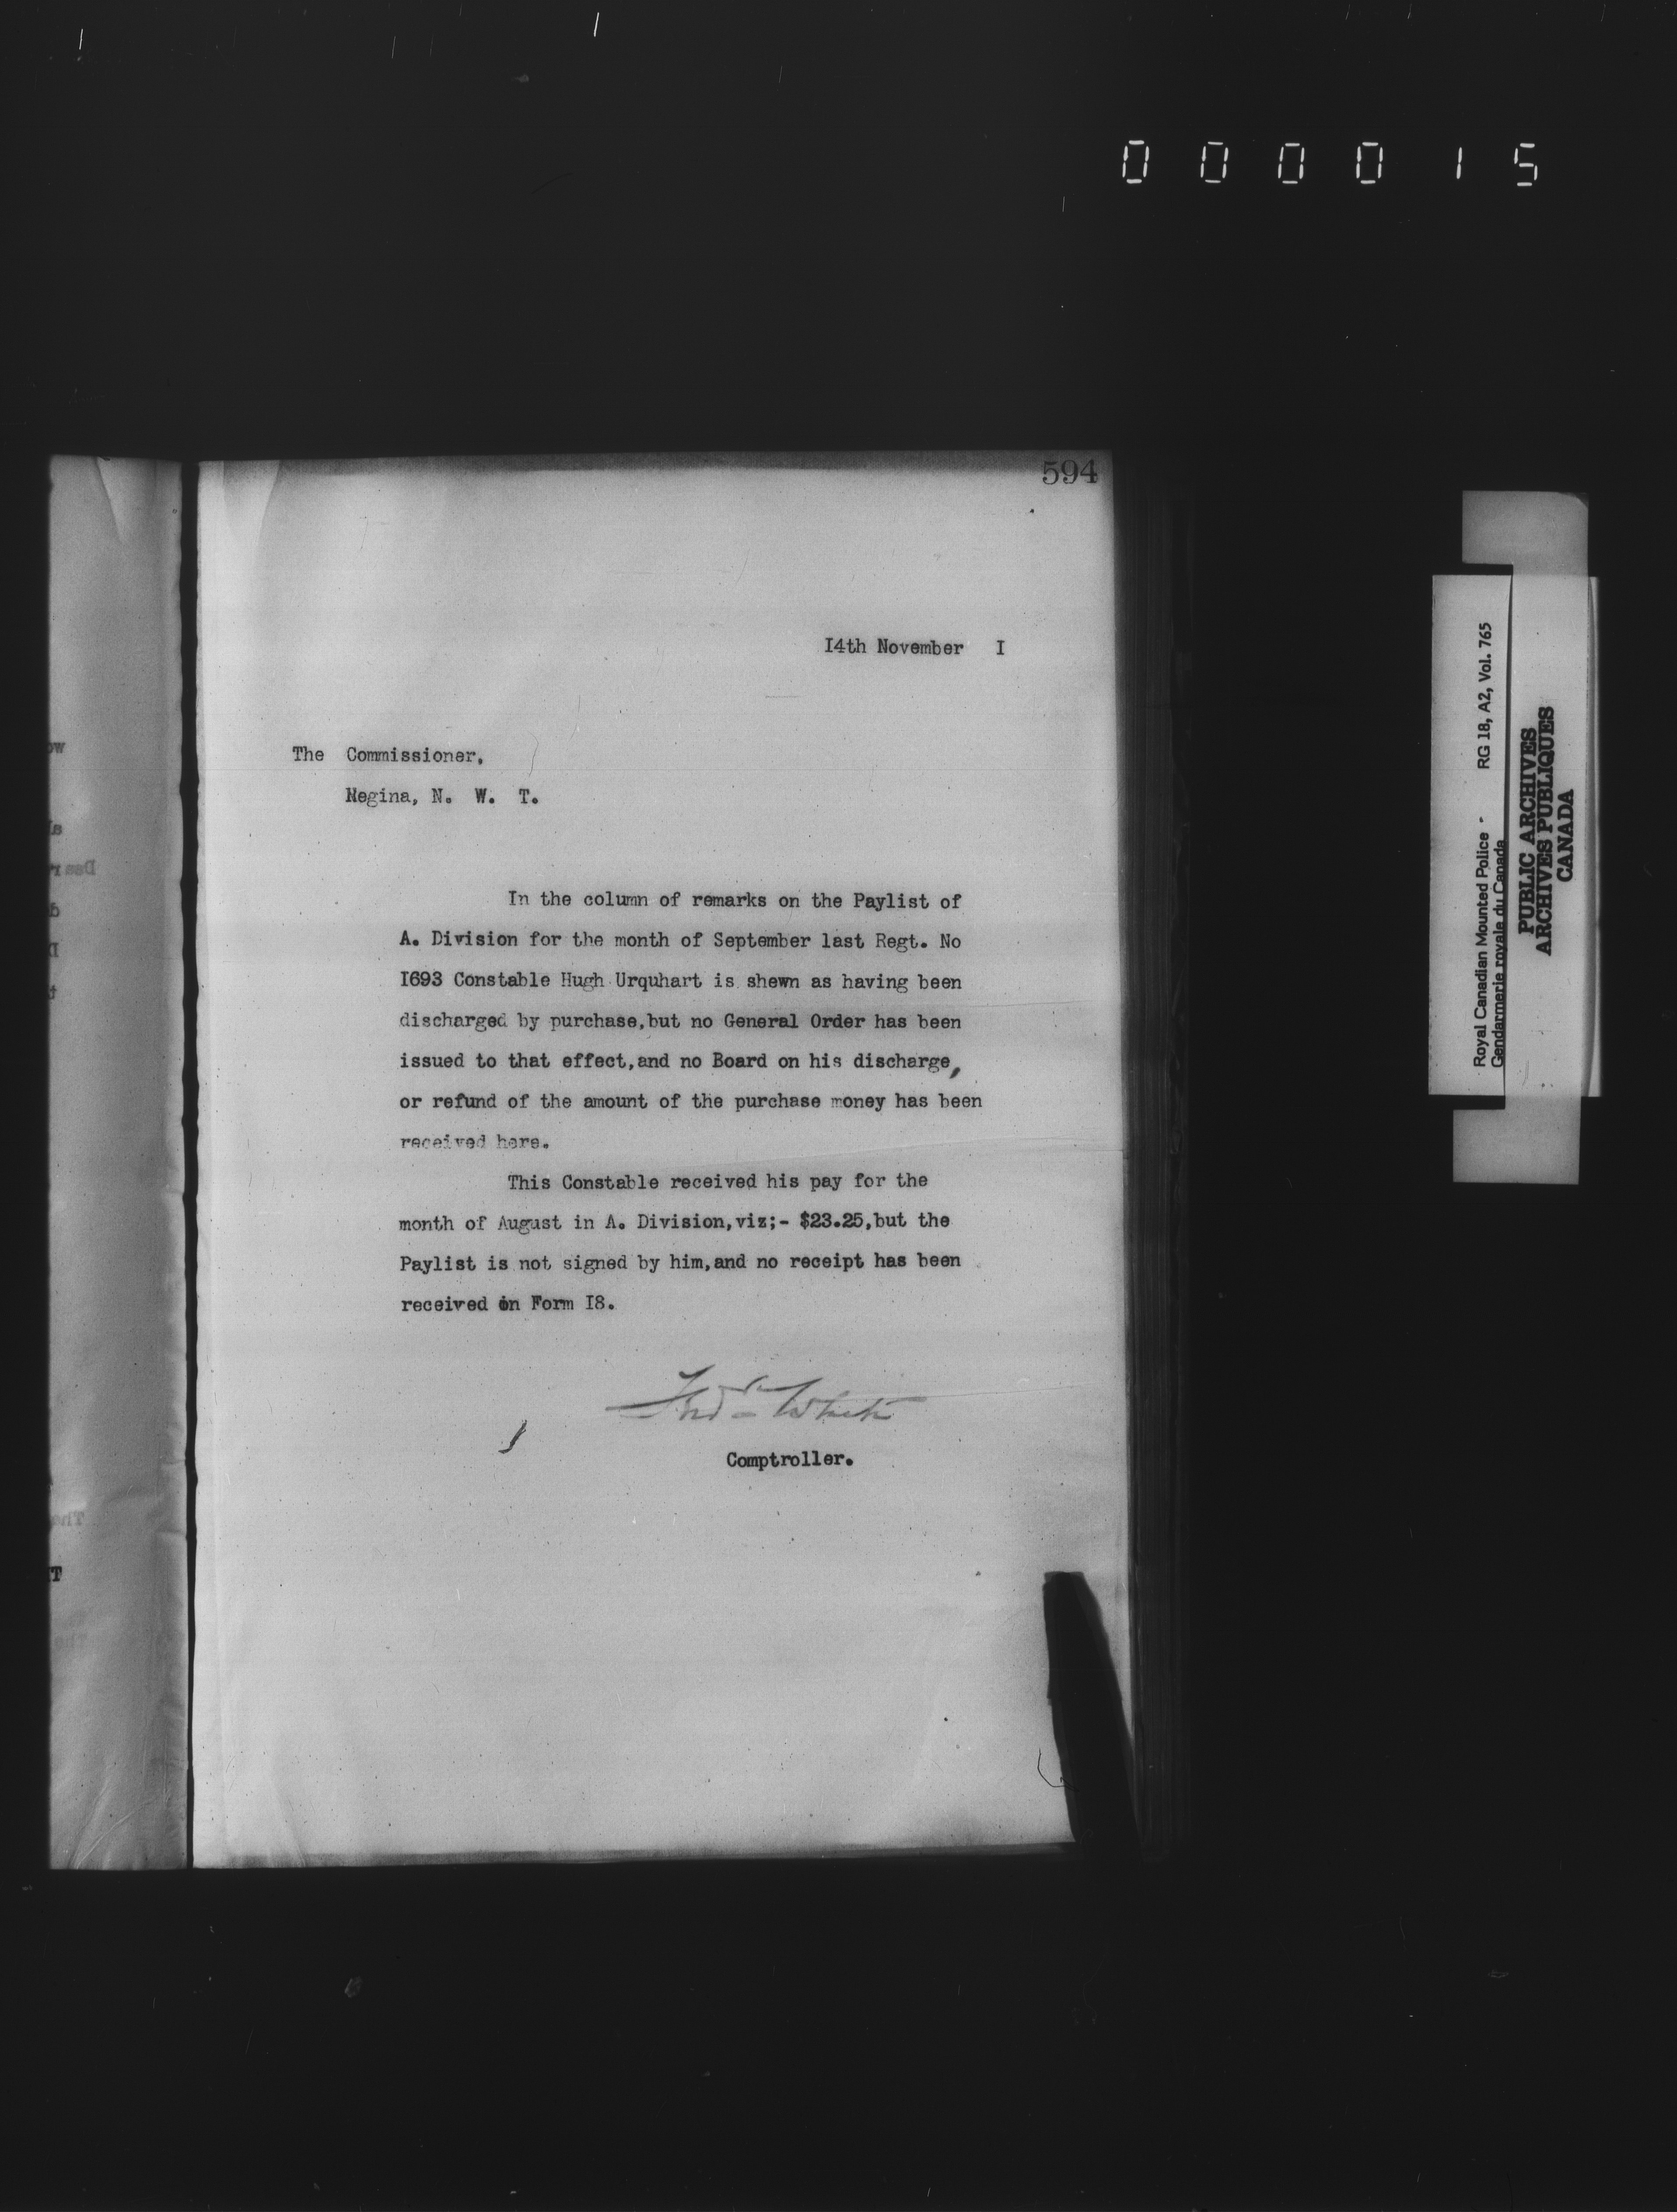 0 0 0 0 1 5
594
I4th November I
The Commissioner,
Regina, N. W. T.
In the column of remarks on the Paylist of
A. Division for the month of September last Regt. No
I693 Constable Hugh Urquhart is shewn as having been
discharged by purchase,but no General Order has been
issued to that effect,and no Board on his discharge,
or refund of the amount of the purchase money has been
received here.
This Constable received his pay for the
month of August in A. Division,viz;- $23.25,but the
Paylist is not signed by him,and no receipt has been
received on Form I8.
Fred White
Comptroller.
Royal Canadian Mounted Police - RG 18, A2, Vol. 765
Gendarmerie royale du Canada
PUBLIC ARCHIVES
ARCHIVES PUBLIQUES
CANADA